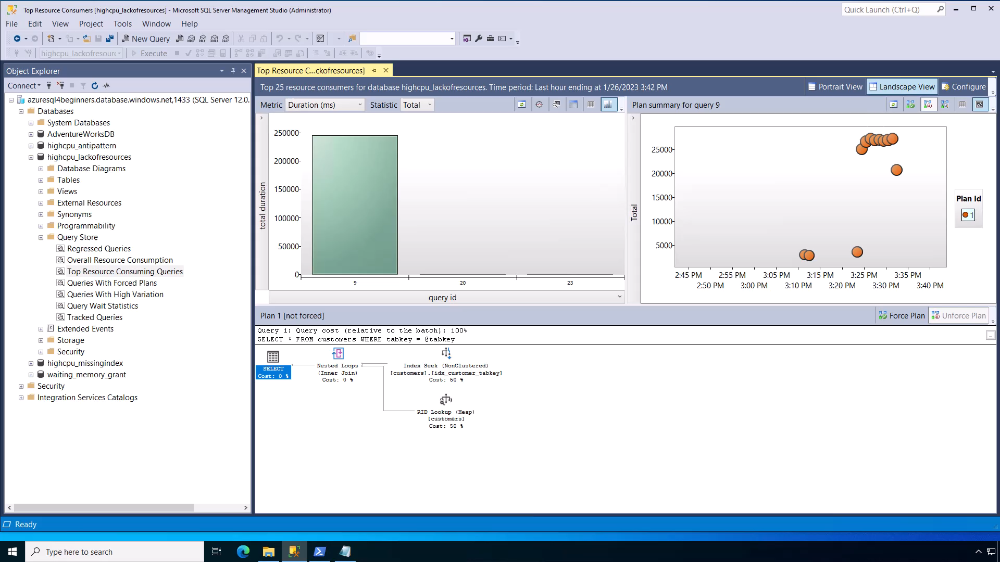 Top Resource Consumers [highcpu_lackofresources] - Microsoft SQL Server Management Studio (Administrator)
Quick Launch (Ctrl+Q)
File Edit View Project Tools Window Help
New Query
highcpu_lackofresourc
Execute
Object Explorer
Connect
azuresql4beginners.database.windows.net,1433 (SQL Server 12.0.
Databases
System Databases
AdventureWorksDB
highcpu_antipattern
highcpu_lackofresources
Database Diagrams
Tables
Views
External Resources
Synonyms
Programmability
Query Store
Regressed Queries
Overall Resource Consumption
Top Resource Consuming Queries
Queries With Forced Plans
Queries With High Variation
Query Wait Statistics
Tracked Queries
Extended Events
Storage
Security
highcpu_missingindex
waiting_memory_grant
Security
Integration Services Catalogs
Top Resource C...ckofresources]
Top 25 resource consumers for database highcpu_lackofresources. Time period: Last hour ending at 1/26/2023 3:42 PM
Portrait View
Landscape View
Configure
Metric Duration (ms) Statistic Total
total duration
250000
200000
150000
100000
50000
0
9 20 23
query id
Plan summary for query 9
Total
25000
20000
15000
10000
5000
2:45 PM 2:55 PM 3:05 PM 3:15 PM 3:25 PM 3:35 PM
2:50 PM 3:00 PM 3:10 PM 3:20 PM 3:30 PM 3:40 PM
Plan Id
1
Plan 1 [not forced]
Force Plan
Unforce Plan
Query 1: Query cost (relative to the batch): 100%
SELECT * FROM customers WHERE tabkey = @tabkey
SELECT
Cost: 0 %
Nested Loops
(Inner Join)
Cost: 0 %
Index Seek (NonClustered)
[customers].[idx_customer_tabkey]
Cost: 50 %
RID Lookup (Heap)
[customers]
Cost: 50 %
Ready
Type here to search